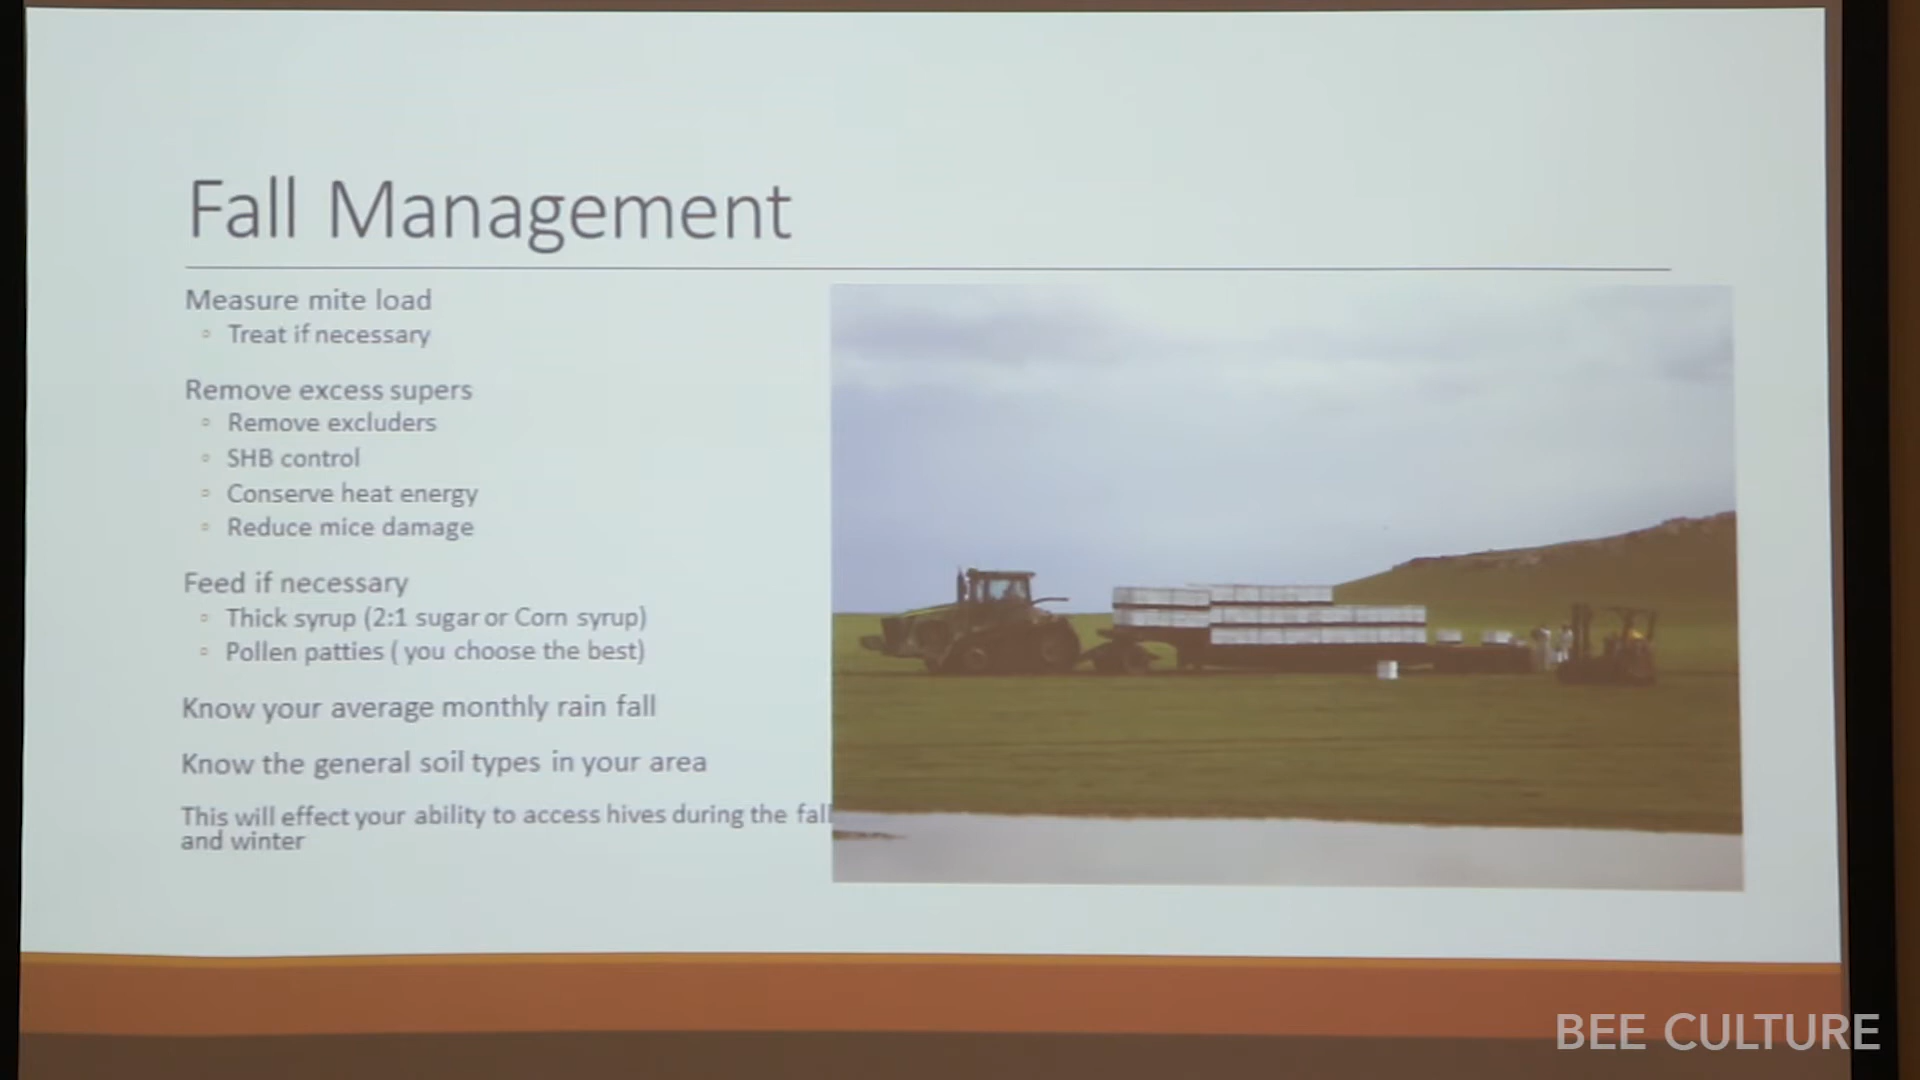 Fall Management
Measure mite load
◦ Treat if necessary
Remove excess supers
◦ Remove excluders
◦ SHB control
◦ Conserve heat energy
◦ Reduce mice damage
Feed if necessary
◦ Thick syrup (2:1 sugar or Corn syrup)
◦ Pollen patties ( you choose the best)
Know your average monthly rain fall
Know the general soil types in your area
This will effect your ability to access hives during the fall
and winter
BEE CULTURE